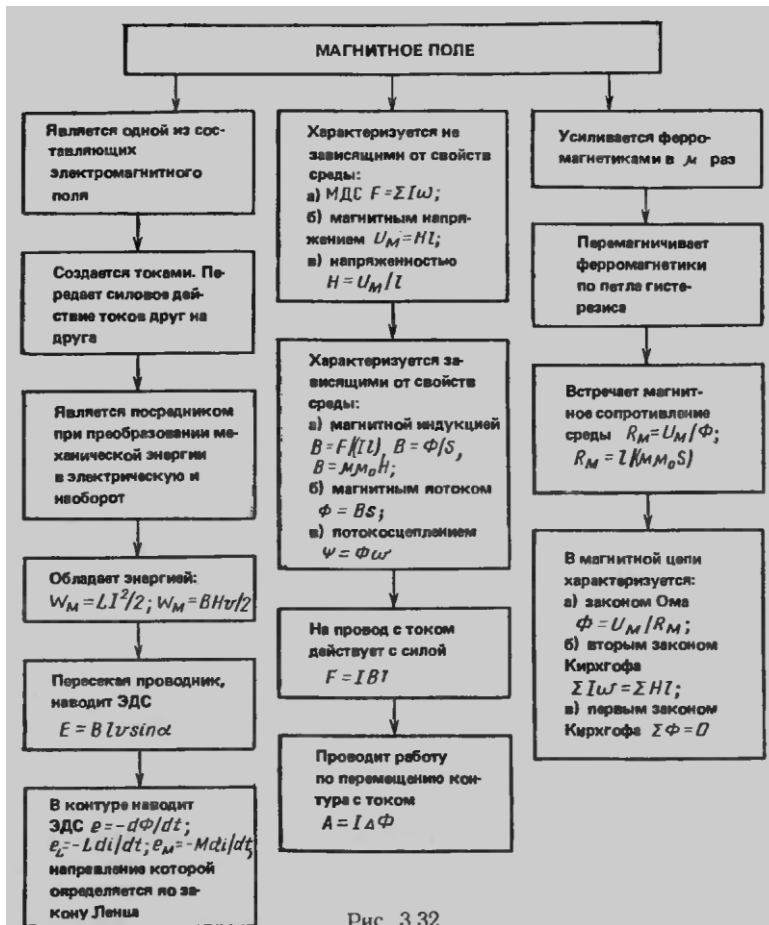 МАГНИТНОЕ ПОЛЕ
Является одной из сос-
тавляющих
электромагнитного
поля
Создается токами. Пе-
редает силовое дей-
ствие токов друг на
друга
Является посредником
при преобразовании ме-
ханической энергии
в электрическую и
наоборот
Обладает энергией:
W_M = LI²/2; W_M = BHv/2
Пересекая проводник,
наводит ЭДС
E = Blv sinα
В контуре наводит
ЭДС e = -dΦ/dt;
e_L = -Ldi/dt; e_M = -Mdi/dt,
направление которой
определяется по за-
кону Ленца
Характеризуется не
зависящими от свойств
среды:
а) МДС F = ΣIω;
б) магнитным напря-
жением U_M = Hl;
в) напряженностью
H = U_M/l
Характеризуется за-
висящими от свойств
среды:
а) магнитной индукцией
B = F/(Il), B = Φ/S,
B = μμ₀H;
б) магнитным потоком
Φ = Bs;
в) потокосцеплением
Ψ = Φω
На провод с током
действует с силой
F = IBl
Проводит работу
по перемещению кон-
тура с током
A = IΔΦ
Усиливается ферро-
магнетиками в μ раз
Перемагничивает
ферромагнетики
по петла гисте-
резиса
Встречает магнит-
ное сопротивление
среды R_M = U_M/Φ;
R_M = l/(μμ₀S)
В магнитной цепи
характеризуется:
а) законом Ома
Φ = U_M/R_M;
б) вторым законом
Кирхгофа
ΣIω = ΣHl;
в) первым законом
Кирхгофа ΣΦ = 0
Рис. 3.32